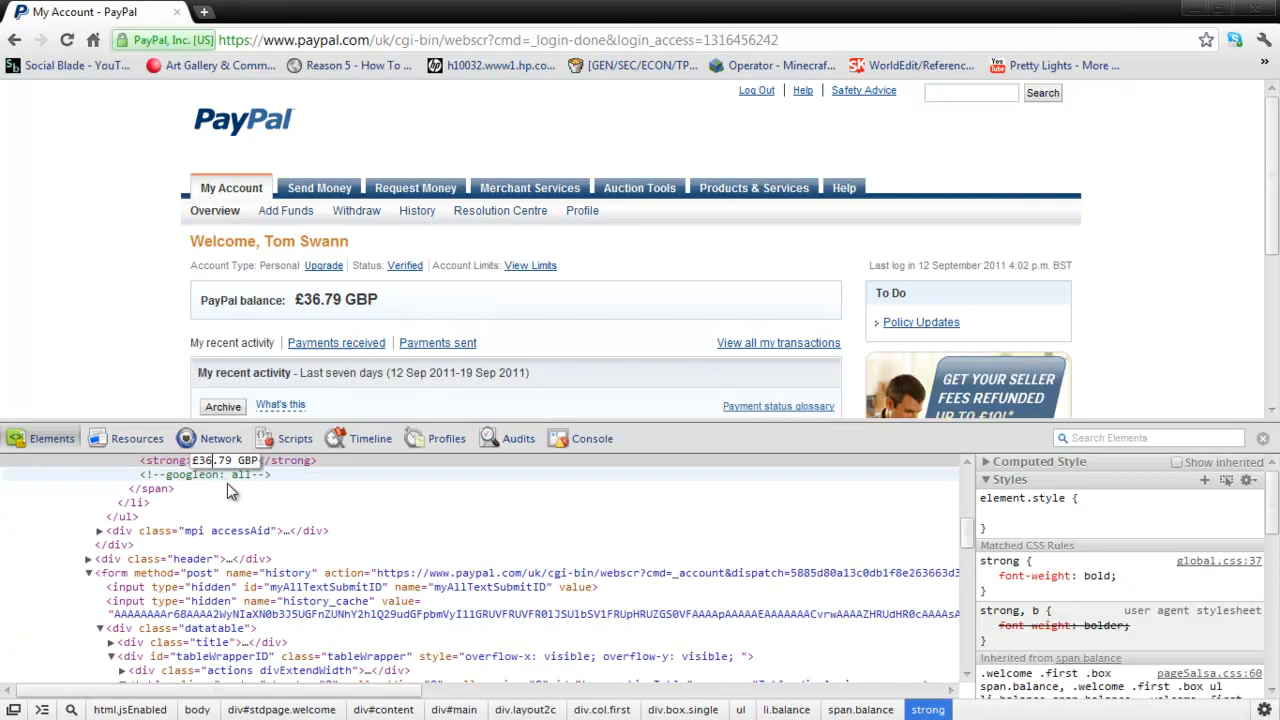 My Account - PayPal
PayPal, Inc. [US] https://www.paypal.com/uk/cgi-bin/webscr?cmd=_login-done&login_access=1316456242
Social Blade - YouT... Art Gallery & Comm... Reason 5 - How To ... h10032.www1.hp.co... [GEN/SEC/ECON/TP... Operator - Minecraf... WorldEdit/Referenc... Pretty Lights - More ...
Log Out Help Safety Advice Search
PayPal
My Account Send Money Request Money Merchant Services Auction Tools Products & Services Help
Overview Add Funds Withdraw History Resolution Centre Profile
Welcome, Tom Swann
Account Type: Personal Upgrade Status: Verified Account Limits: View Limits Last log in 12 September 2011 4:02 p.m. BST
PayPal balance: £36.79 GBP
To Do
Policy Updates
My recent activity Payments received Payments sent View all my transactions
My recent activity - Last seven days (12 Sep 2011-19 Sep 2011)
Archive What's this Payment status glossary
GET YOUR SELLER
FEES REFUNDED
UP TO £10!*
Elements Resources Network Scripts Timeline Profiles Audits Console Search Elements
<strong>£36.79 GBP</strong>
<!--googleon: all-->
</span>
</li>
</ul>
<div class="mpi accessAid">…</div>
</div>
<div class="header">…</div>
<form method="post" name="history" action="https://www.paypal.com/uk/cgi-bin/webscr?cmd=_account&dispatch=5885d80a13c0db1f8e263663d3
<input type="hidden" id="myAllTextSubmitID" name="myAllTextSubmitID" value>
<input type="hidden" name="history_cache" value=
<div class="datatable">
<div class="title">…</div>
<div id="tableWrapperID" class="tableWrapper" style="overflow-x: visible; overflow-y: visible; ">
<div class="actions divExtendWidth">…</div>
Computed Style Show inherited
Styles
element.style {
}
Matched CSS Rules
strong { global.css:37
font-weight: bold;
}
strong, b { user agent stylesheet
font-weight: bolder;
}
Inherited from span.balance
.welcome .first .box pageSalsa.css:60
span.balance, .welcome .first .box ul
html.jsEnabled body div#stdpage.welcome div#content div#main div.layout2c div.col.first div.box.single ul li.balance span.balance strong